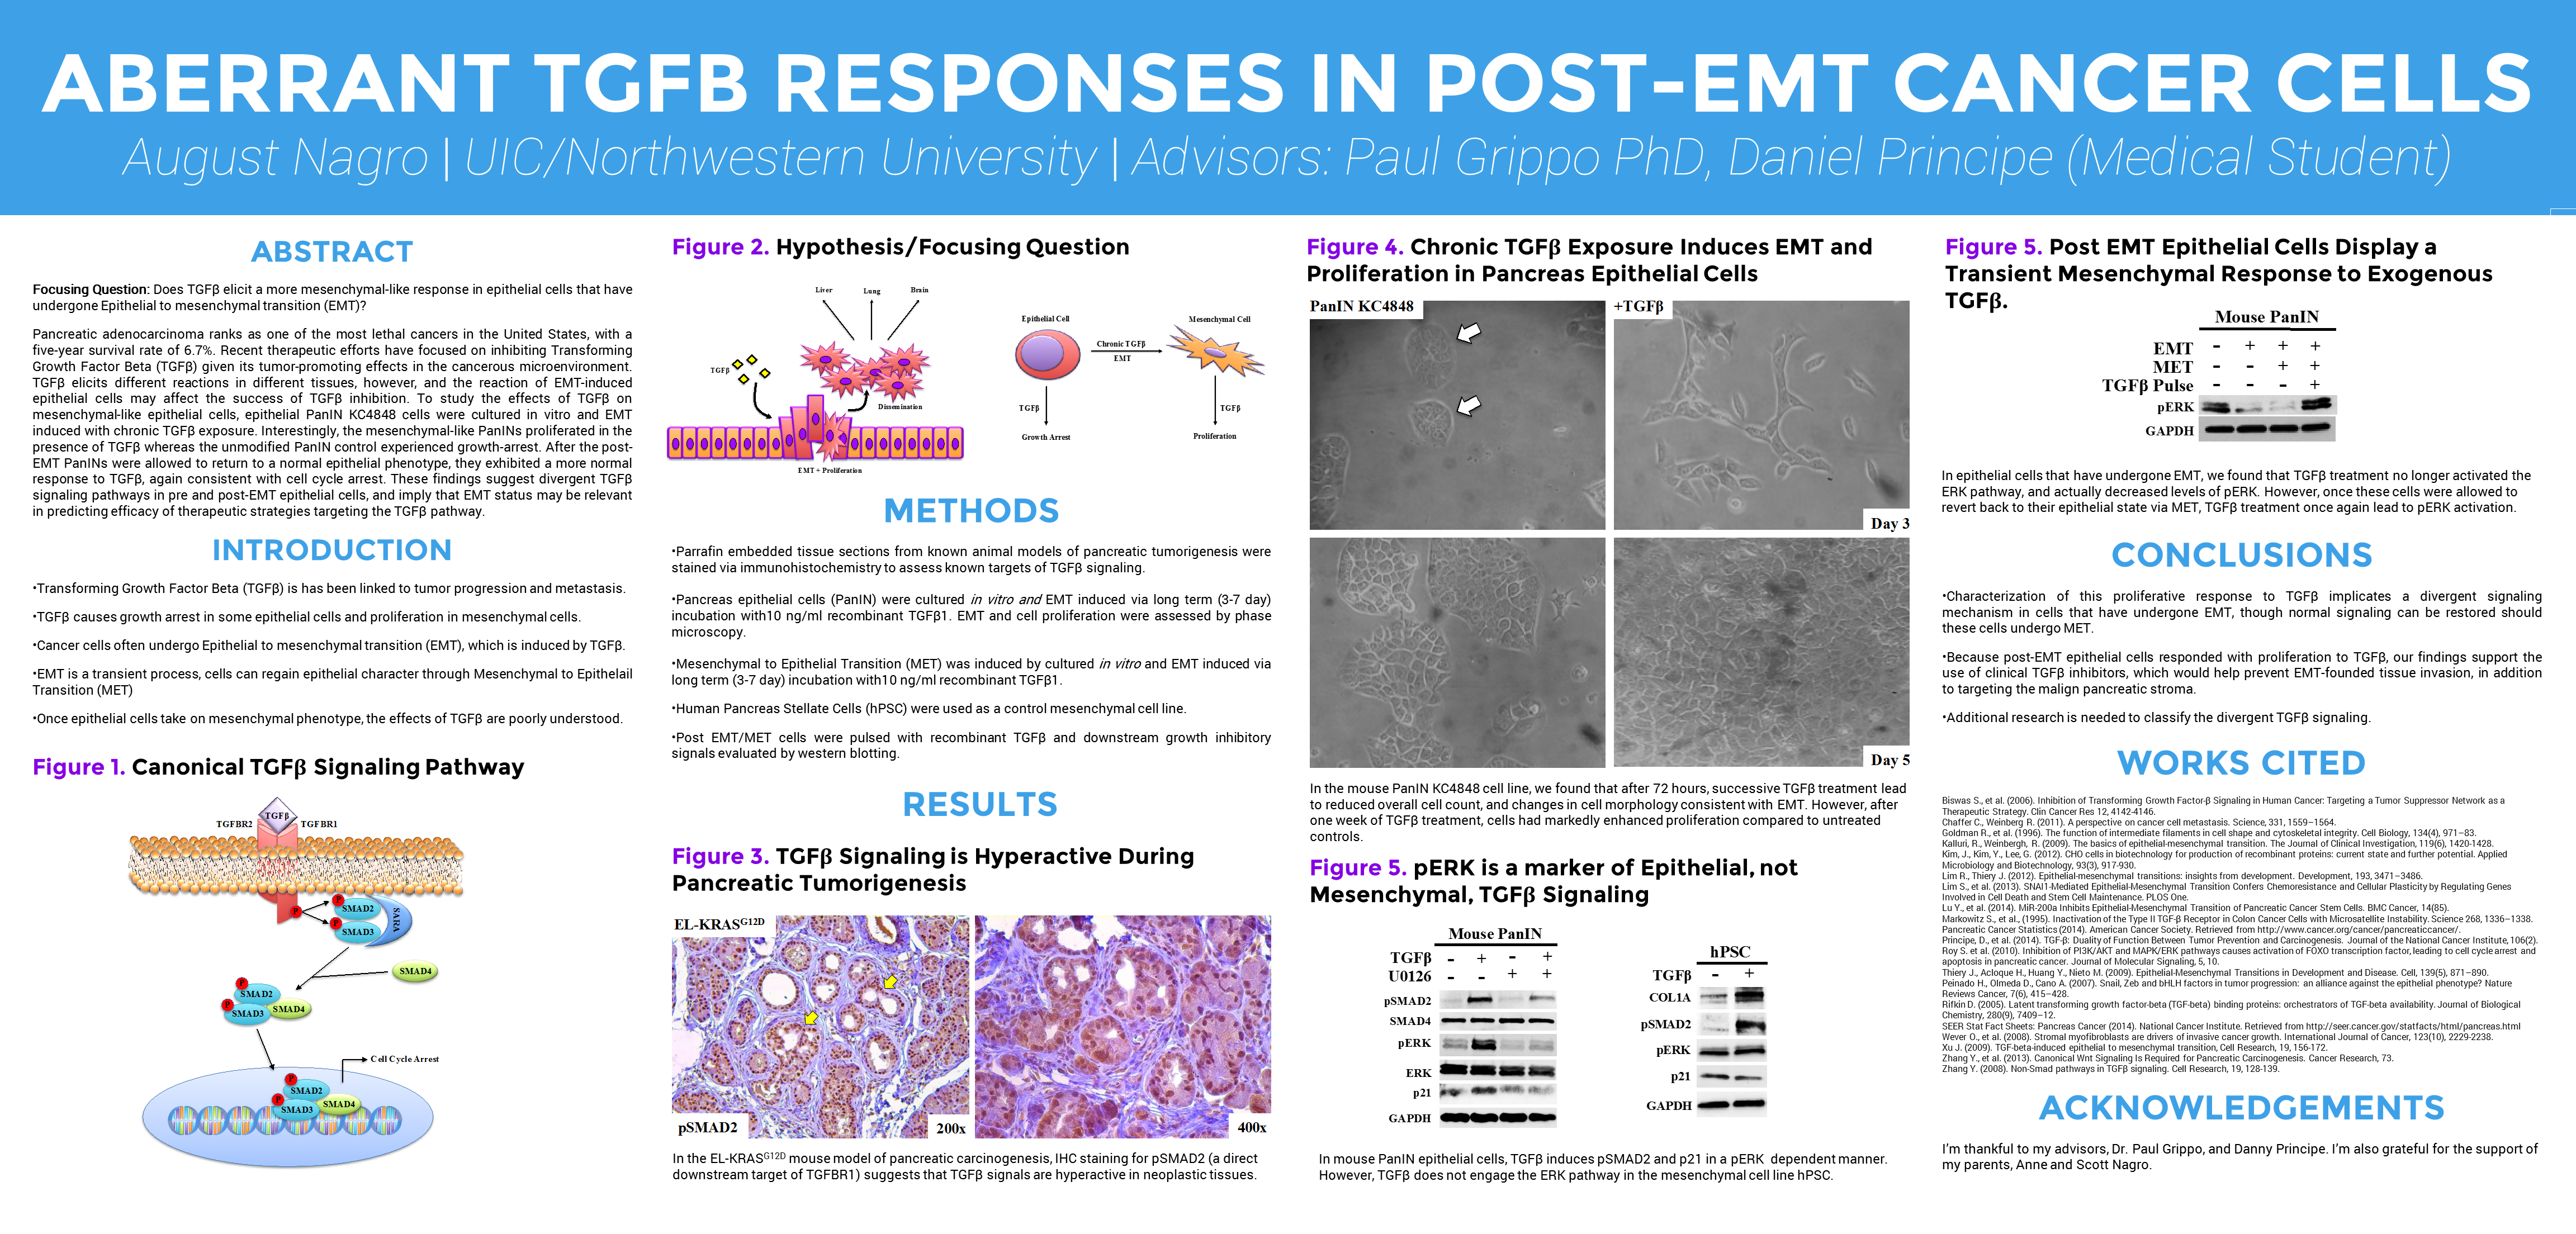 ABERRANT TGFB RESPONSES IN POST-EMT CANCER CELLS
August Nagro | UIC/Northwestern University | Advisors: Paul Grippo PhD, Daniel Principe (Medical Student)
ABSTRACT
Focusing Question: Does TGFβ elicit a more mesenchymal-like response in epithelial cells that have
undergone Epithelial to mesenchymal transition (EMT)?
Pancreatic adenocarcinoma ranks as one of the most lethal cancers in the United States, with a
five-year survival rate of 6.7%. Recent therapeutic efforts have focused on inhibiting Transforming
Growth Factor Beta (TGFβ) given its tumor-promoting effects in the cancerous microenvironment.
TGFβ elicits different reactions in different tissues, however, and the reaction of EMT-induced
epithelial cells may affect the success of TGFβ inhibition. To study the effects of TGFβ on
mesenchymal-like epithelial cells, epithelial PanIN KC4848 cells were cultured in vitro and EMT
induced with chronic TGFβ exposure. Interestingly, the mesenchymal-like PanINs proliferated in the
presence of TGFβ whereas the unmodified PanIN control experienced growth-arrest. After the post-
EMT PanINs were allowed to return to a normal epithelial phenotype, they exhibited a more normal
response to TGFβ, again consistent with cell cycle arrest. These findings suggest divergent TGFβ
signaling pathways in pre and post-EMT epithelial cells, and imply that EMT status may be relevant
in predicting efficacy of therapeutic strategies targeting the TGFβ pathway.
INTRODUCTION
•Transforming Growth Factor Beta (TGFβ) is has been linked to tumor progression and metastasis.
•TGFβ causes growth arrest in some epithelial cells and proliferation in mesenchymal cells.
•Cancer cells often undergo Epithelial to mesenchymal transition (EMT), which is induced by TGFβ.
•EMT is a transient process, cells can regain epithelial character through Mesenchymal to Epithelail
Transition (MET)
•Once epithelial cells take on mesenchymal phenotype, the effects of TGFβ are poorly understood.
Figure 1. Canonical TGFβ Signaling Pathway
TGFβ
TGFBR2
TGFBR1
P
SMAD2
P
P
SMAD3
SARA
SMAD4
P
SMAD2
P
SMAD3
SMAD4
Cell Cycle Arrest
P
SMAD2
P
SMAD3
SMAD4
Figure 2. Hypothesis/Focusing Question
Liver
Lung
Brain
TGFβ
Dissemination
EMT + Proliferation
Epithelial Cell
Mesenchymal Cell
Chronic TGFβ
EMT
TGFβ
TGFβ
Growth Arrest
Proliferation
METHODS
•Parrafin embedded tissue sections from known animal models of pancreatic tumorigenesis were
stained via immunohistochemistry to assess known targets of TGFβ signaling.
•Pancreas epithelial cells (PanIN) were cultured in vitro and EMT induced via long term (3-7 day)
incubation with10 ng/ml recombinant TGFβ1. EMT and cell proliferation were assessed by phase
microscopy.
•Mesenchymal to Epithelial Transition (MET) was induced by cultured in vitro and EMT induced via
long term (3-7 day) incubation with10 ng/ml recombinant TGFβ1.
•Human Pancreas Stellate Cells (hPSC) were used as a control mesenchymal cell line.
•Post EMT/MET cells were pulsed with recombinant TGFβ and downstream growth inhibitory
signals evaluated by western blotting.
RESULTS
Figure 3. TGFβ Signaling is Hyperactive During
Pancreatic Tumorigenesis
EL-KRASG12D
pSMAD2
200x
400x
In the EL-KRASG12D mouse model of pancreatic carcinogenesis, IHC staining for pSMAD2 (a direct
downstream target of TGFBR1) suggests that TGFβ signals are hyperactive in neoplastic tissues.
Figure 4. Chronic TGFβ Exposure Induces EMT and
Proliferation in Pancreas Epithelial Cells
PanIN KC4848
+TGFβ
Day 3
Day 5
In the mouse PanIN KC4848 cell line, we found that after 72 hours, successive TGFβ treatment lead
to reduced overall cell count, and changes in cell morphology consistent with EMT. However, after
one week of TGFβ treatment, cells had markedly enhanced proliferation compared to untreated
controls.
Figure 5. pERK is a marker of Epithelial, not
Mesenchymal, TGFβ Signaling
Mouse PanIN
TGFβ - + - +
U0126 - - + +
pSMAD2
SMAD4
pERK
ERK
p21
GAPDH
hPSC
TGFβ - +
COL1A
pSMAD2
pERK
p21
GAPDH
In mouse PanIN epithelial cells, TGFβ induces pSMAD2 and p21 in a pERK dependent manner.
However, TGFβ does not engage the ERK pathway in the mesenchymal cell line hPSC.
Figure 5. Post EMT Epithelial Cells Display a
Transient Mesenchymal Response to Exogenous
TGFβ.
Mouse PanIN
EMT - + + +
MET - - + +
TGFβ Pulse - - - +
pERK
GAPDH
In epithelial cells that have undergone EMT, we found that TGFβ treatment no longer activated the
ERK pathway, and actually decreased levels of pERK. However, once these cells were allowed to
revert back to their epithelial state via MET, TGFβ treatment once again lead to pERK activation.
CONCLUSIONS
•Characterization of this proliferative response to TGFβ implicates a divergent signaling
mechanism in cells that have undergone EMT, though normal signaling can be restored should
these cells undergo MET.
•Because post-EMT epithelial cells responded with proliferation to TGFβ, our findings support the
use of clinical TGFβ inhibitors, which would help prevent EMT-founded tissue invasion, in addition
to targeting the malign pancreatic stroma.
•Additional research is needed to classify the divergent TGFβ signaling.
WORKS CITED
Biswas S., et al. (2006). Inhibition of Transforming Growth Factor-β Signaling in Human Cancer: Targeting a Tumor Suppressor Network as a
Therapeutic Strategy. Clin Cancer Res 12, 4142-4146.
Chaffer C., Weinberg R. (2011). A perspective on cancer cell metastasis. Science, 331, 1559–1564.
Goldman R., et al. (1996). The function of intermediate filaments in cell shape and cytoskeletal integrity. Cell Biology, 134(4), 971–83.
Kalluri, R., Weinbergh, R. (2009). The basics of epithelial-mesenchymal transition. The Journal of Clinical Investigation, 119(6), 1420-1428.
Kim, J., Kim, Y., Lee, G. (2012). CHO cells in biotechnology for production of recombinant proteins: current state and further potential. Applied
Microbiology and Biotechnology, 93(3), 917-930.
Lim R., Thiery J. (2012). Epithelial-mesenchymal transitions: insights from development. Development, 193, 3471–3486.
Lim S., et al. (2013). SNAI1-Mediated Epithelial-Mesenchymal Transition Confers Chemoresistance and Cellular Plasticity by Regulating Genes
Involved in Cell Death and Stem Cell Maintenance. PLOS One.
Lu Y., et al. (2014). MiR-200a Inhibits Epithelial-Mesenchymal Transition of Pancreatic Cancer Stem Cells. BMC Cancer, 14(85).
Markowitz S., et al., (1995). Inactivation of the Type II TGF-β Receptor in Colon Cancer Cells with Microsatellite Instability. Science 268, 1336–1338.
Pancreatic Cancer Statistics (2014). American Cancer Society. Retrieved from http://www.cancer.org/cancer/pancreaticcancer/.
Principe, D., et al. (2014). TGF-β: Duality of Function Between Tumor Prevention and Carcinogenesis. Journal of the National Cancer Institute, 106(2).
Roy S. et al. (2010). Inhibition of PI3K/AKT and MAPK/ERK pathways causes activation of FOXO transcription factor, leading to cell cycle arrest and
apoptosis in pancreatic cancer. Journal of Molecular Signaling, 5, 10.
Thiery J., Acloque H., Huang Y., Nieto M. (2009). Epithelial-Mesenchymal Transitions in Development and Disease. Cell, 139(5), 871–890.
Peinado H., Olmeda D., Cano A. (2007). Snail, Zeb and bHLH factors in tumor progression: an alliance against the epithelial phenotype? Nature
Reviews Cancer, 7(6), 415–428.
Rifkin D. (2005). Latent transforming growth factor-beta (TGF-beta) binding proteins: orchestrators of TGF-beta availability. Journal of Biological
Chemistry, 280(9), 7409–12.
SEER Stat Fact Sheets: Pancreas Cancer (2014). National Cancer Institute. Retrieved from http://seer.cancer.gov/statfacts/html/pancreas.html
Wever O., et al. (2008). Stromal myofibroblasts are drivers of invasive cancer growth. International Journal of Cancer, 123(10), 2229-2238.
Xu J. (2009). TGF-beta-induced epithelial to mesenchymal transition, Cell Research, 19, 156-172.
Zhang Y., et al. (2013). Canonical Wnt Signaling Is Required for Pancreatic Carcinogenesis. Cancer Research, 73.
Zhang Y. (2008). Non-Smad pathways in TGFβ signaling. Cell Research, 19, 128-139.
ACKNOWLEDGEMENTS
I'm thankful to my advisors, Dr. Paul Grippo, and Danny Principe. I'm also grateful for the support of
my parents, Anne and Scott Nagro.